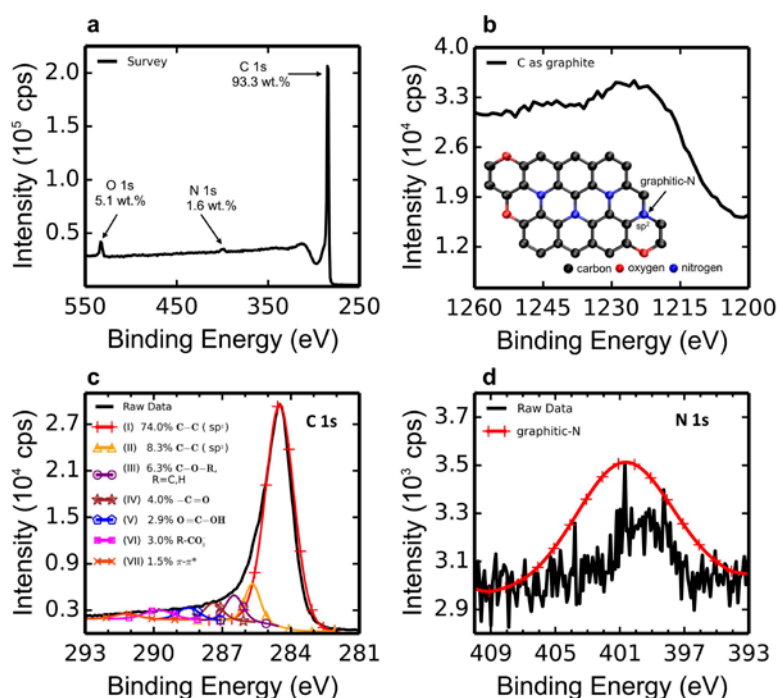 a
Intensity (10⁵ cps)
2.0
1.5
1.0
0.5
Survey
C 1s
93.3 wt.%
O 1s
5.1 wt.%
N 1s
1.6 wt.%
550 450 350 250
Binding Energy (eV)
b
Intensity (10⁴ cps)
4.0
3.3
2.6
1.9
1.2
C as graphite
graphitic-N
sp²
carbon oxygen nitrogen
1260 1245 1230 1215 1200
Binding Energy (eV)
c
Intensity (10⁴ cps)
2.7
2.1
1.4
0.9
0.3
C 1s
Raw Data
(I) 74.0% C−C ( sp² )
(II) 8.3% C−C ( sp³ )
(III) 6.3% C−O−R,
R=C,H
(IV) 4.0% −C=O
(V) 2.9% O=C−OH
(VI) 3.0%
(VII) 1.5% π-π*
293 290 287 284 281
Binding Energy (eV)
d
Intensity (10³ cps)
3.7
3.5
3.3
3.1
2.9
Raw Data
graphitic-N
N 1s
409 405 401 397 393
Binding Energy (eV)